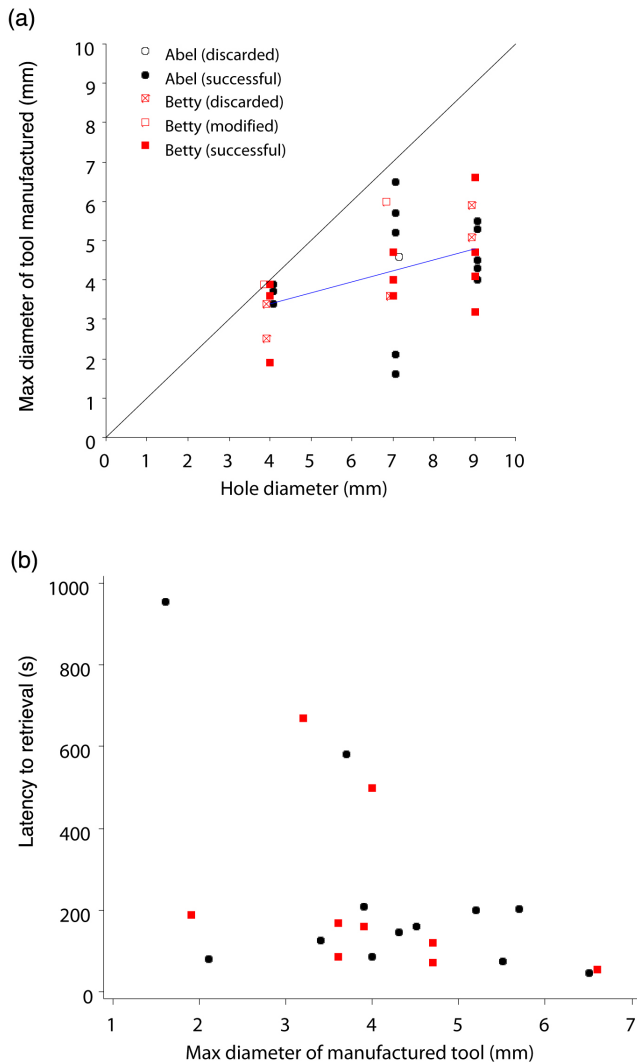 (a)
Max diameter of tool manufactured (mm)
10
9
8
7
6
5
4
3
2
1
0
Abel (discarded)
Abel (successful)
Betty (discarded)
Betty (modified)
Betty (successful)
0 1 2 3 4 5 6 7 8 9 10
Hole diameter (mm)
(b)
Latency to retrieval (s)
1000
800
600
400
200
0
1 2 3 4 5 6 7
Max diameter of manufactured tool (mm)